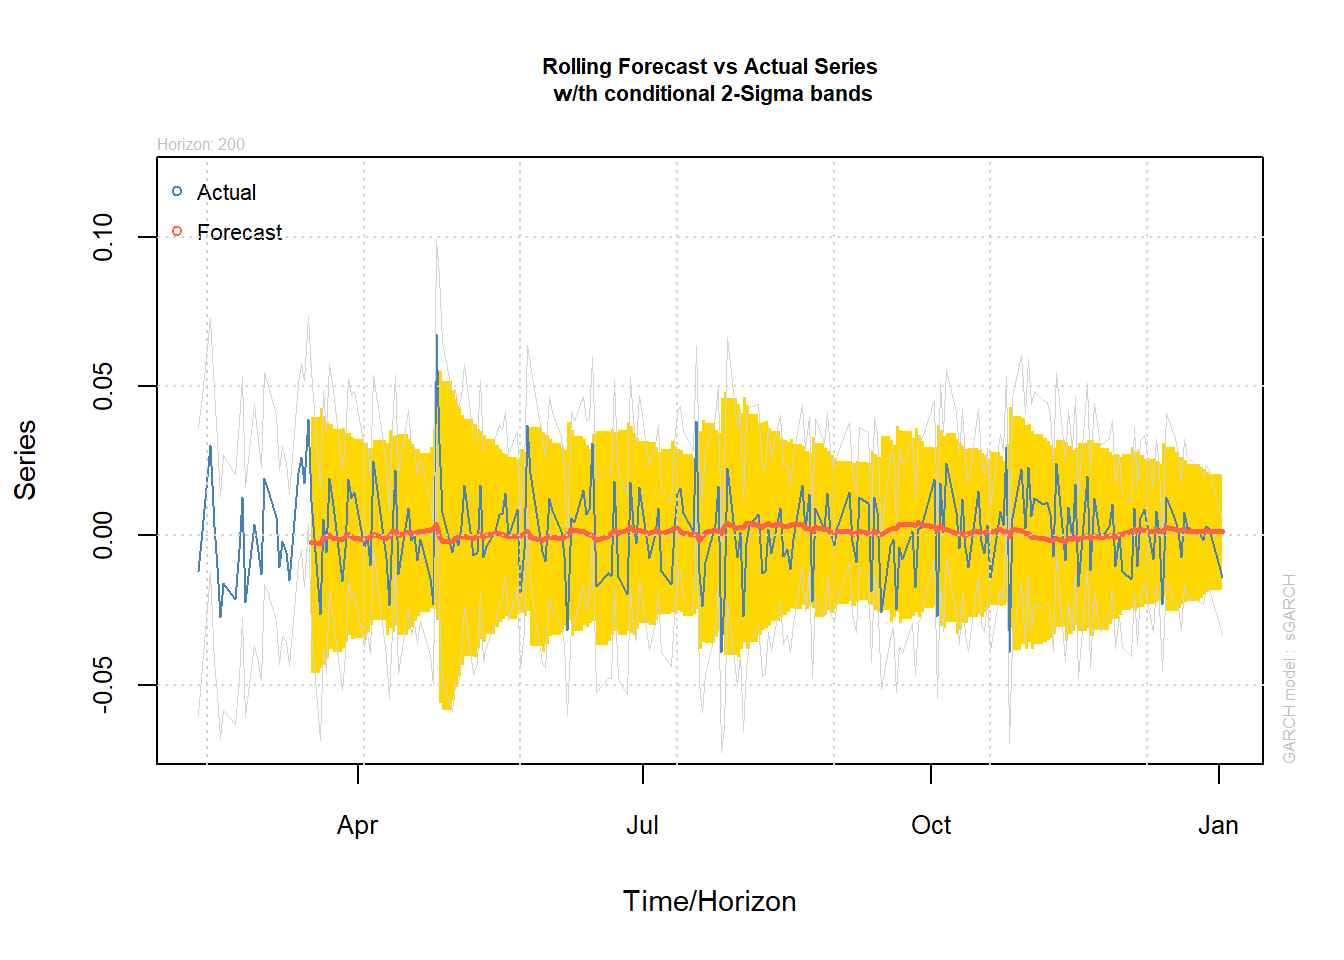 Rolling Forecast vs Actual Series
w/th conditional 2-Sigma bands
Horizon: 200
Actual
Forecast
0.10
0.05
0.00
-0.05
Series
Apr
Jul
Oct
Jan
Time/Horizon
GARCH model : sGARCH